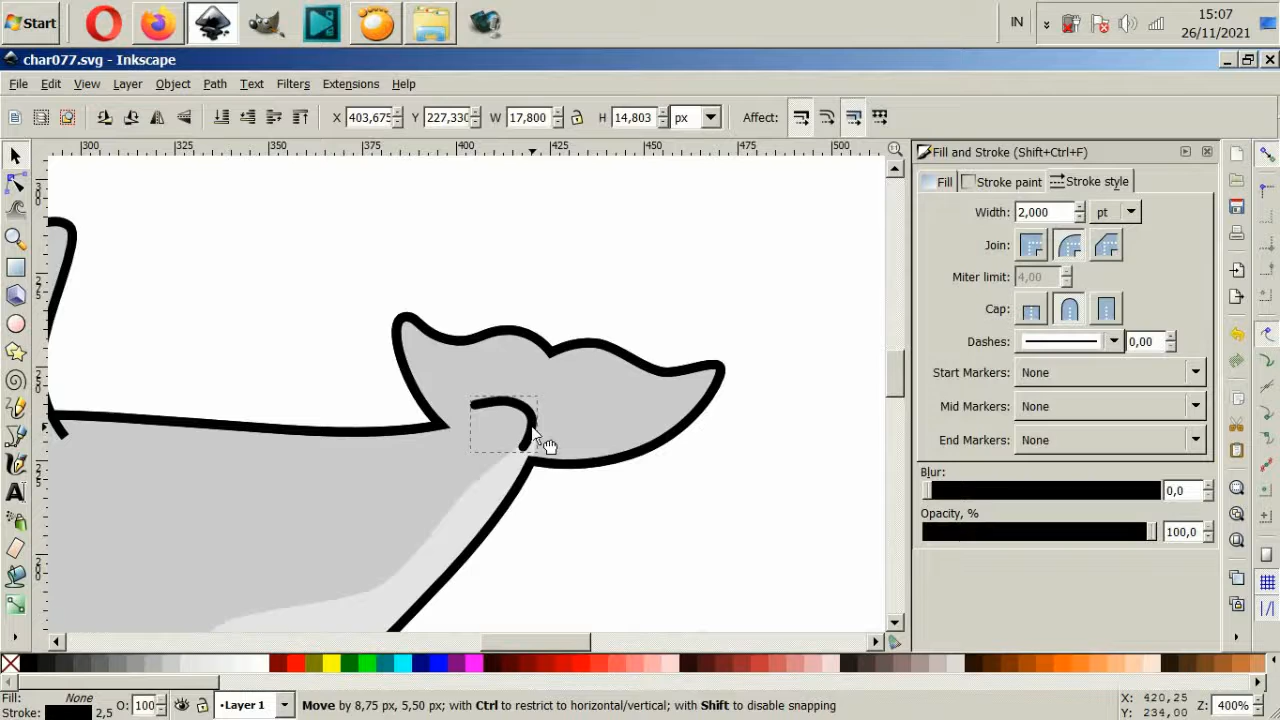 Start
IN
15:07
26/11/2021
char077.svg - Inkscape
File Edit View Layer Object Path Text Filters Extensions Help
X 403,675 Y 227,330 W 17,800 H 14,803 px Affect:
300 325 350 375 400 425 450 475 500
Fill and Stroke (Shift+Ctrl+F)
Fill Stroke paint Stroke style
Width: 2,000 pt
Join:
Miter limit: 4,00
Cap:
Dashes: 0,00
Start Markers: None
Mid Markers: None
End Markers: None
Blur:
0,0
Opacity, %
100,0
Fill: None
Stroke: 2,5
O: 100
•Layer 1
Move by 8,75 px, 5,50 px; with Ctrl to restrict to horizontal/vertical; with Shift to disable snapping
X: 420,25
Y: 234,00
Z: 400%